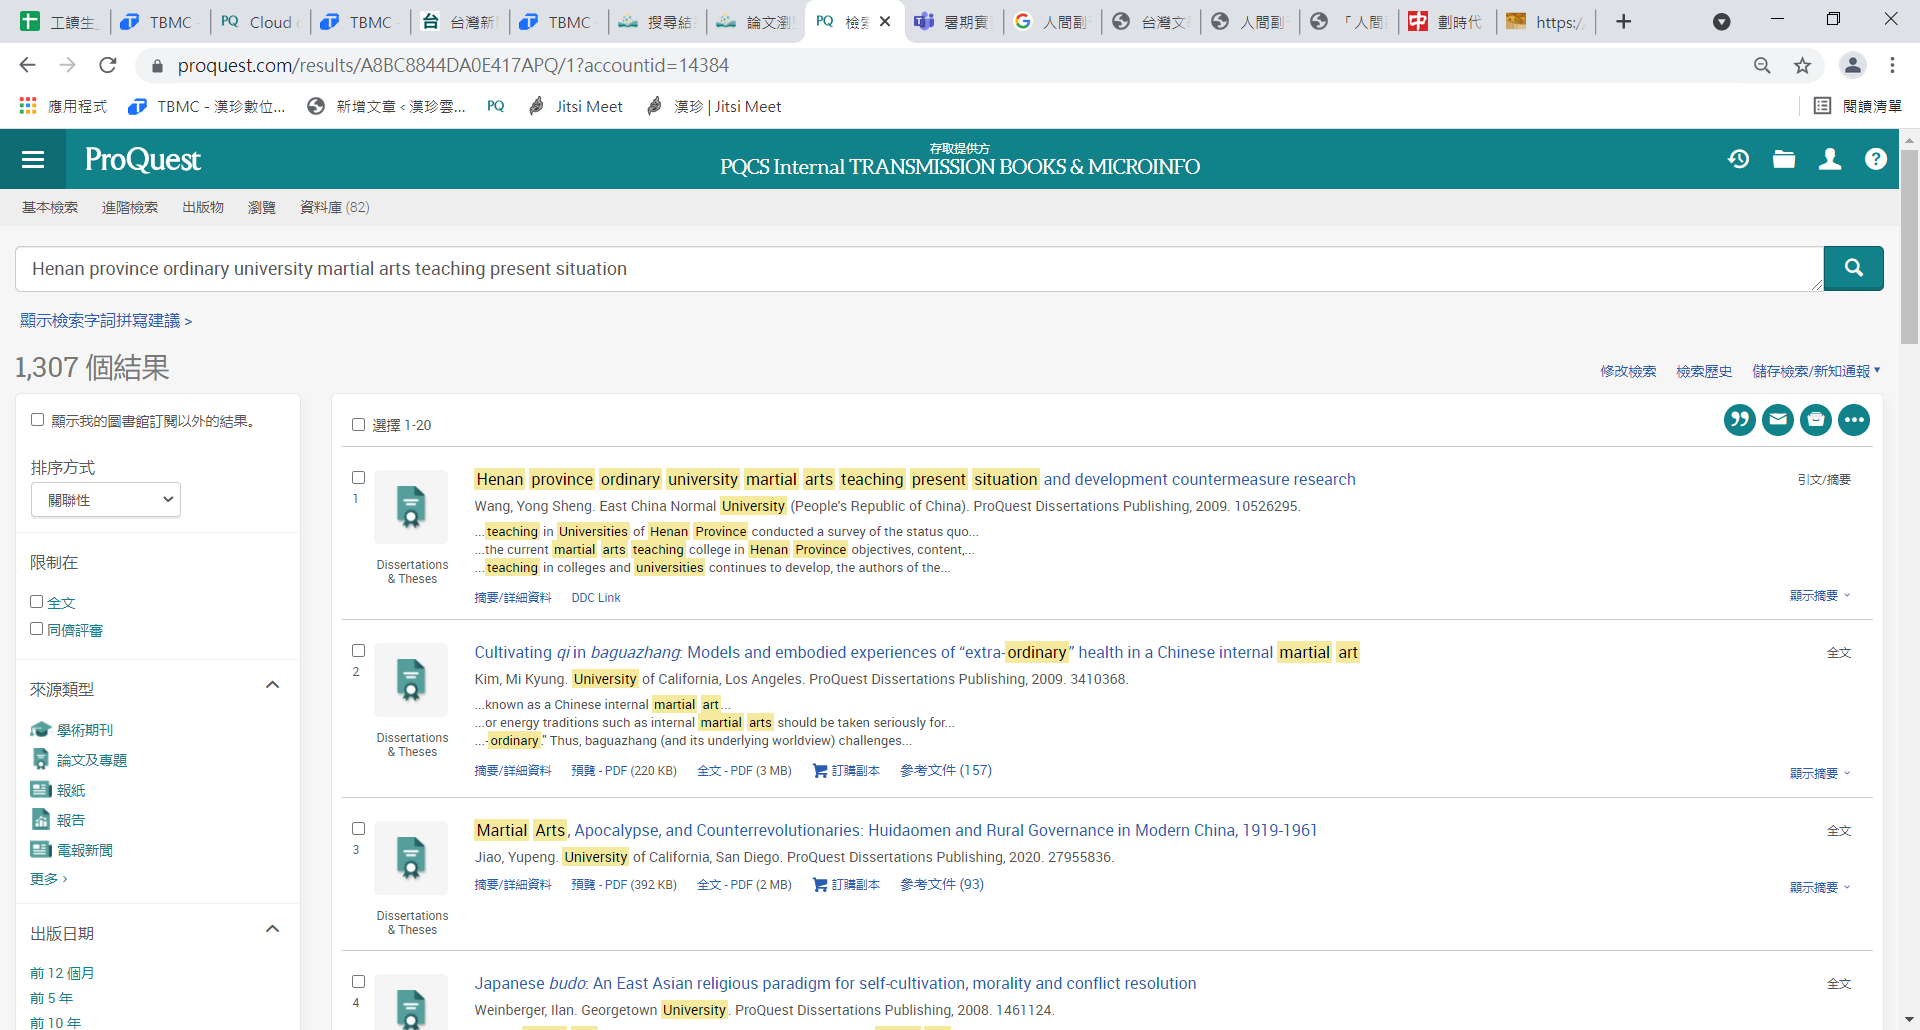 工讀生
TBMC -
Cloud
TBMC -
台灣新
TBMC -
搜尋結
論文瀏
檢索
暑期實
人間副
台灣文
人間副
「人間
劃時代
https:/
proquest.com/results/A8BC8844DA0E417APQ/1?accountid=14384
應用程式
TBMC - 漢珍數位...
新增文章 ‹ 漢珍雲...
PQ
Jitsi Meet
漢珍 | Jitsi Meet
閱讀清單
ProQuest
存取提供方
PQCS Internal TRANSMISSION BOOKS & MICROINFO
基本檢索 進階檢索 出版物 瀏覽 資料庫 (82)
Henan province ordinary university martial arts teaching present situation
顯示檢索字詞拼寫建議 >
1,307 個結果
修改檢索 檢索歷史 儲存檢索/新知通報
顯示我的圖書館訂閱以外的結果。
排序方式
關聯性
限制在
全文
同儕評審
來源類型
學術期刊
論文及專題
報紙
報告
電報新聞
更多 ›
出版日期
前 12 個月
前 5 年
前 10 年
選擇 1-20
1
Dissertations
& Theses
Henan province ordinary university martial arts teaching present situation and development countermeasure research
引文/摘要
Wang, Yong Sheng. East China Normal University (People's Republic of China). ProQuest Dissertations Publishing, 2009. 10526295.
...teaching in Universities of Henan Province conducted a survey of the status quo...
...the current martial arts teaching college in Henan Province objectives, content,...
...teaching in colleges and universities continues to develop, the authors of the...
摘要/詳細資料 DDC Link
顯示摘要
2
Dissertations
& Theses
Cultivating qi in baguazhang: Models and embodied experiences of “extra-ordinary” health in a Chinese internal martial art
全文
Kim, Mi Kyung. University of California, Los Angeles. ProQuest Dissertations Publishing, 2009. 3410368.
...known as a Chinese internal martial art...
...or energy traditions such as internal martial arts should be taken seriously for...
...-ordinary." Thus, baguazhang (and its underlying worldview) challenges...
摘要/詳細資料 預覽 - PDF (220 KB) 全文 - PDF (3 MB) 訂購副本 參考文件 (157)
顯示摘要
3
Dissertations
& Theses
Martial Arts, Apocalypse, and Counterrevolutionaries: Huidaomen and Rural Governance in Modern China, 1919-1961
全文
Jiao, Yupeng. University of California, San Diego. ProQuest Dissertations Publishing, 2020. 27955836.
摘要/詳細資料 預覽 - PDF (392 KB) 全文 - PDF (2 MB) 訂購副本 參考文件 (93)
顯示摘要
4
Japanese budo: An East Asian religious paradigm for self-cultivation, morality and conflict resolution
全文
Weinberger, Ilan. Georgetown University. ProQuest Dissertations Publishing, 2008. 1461124.